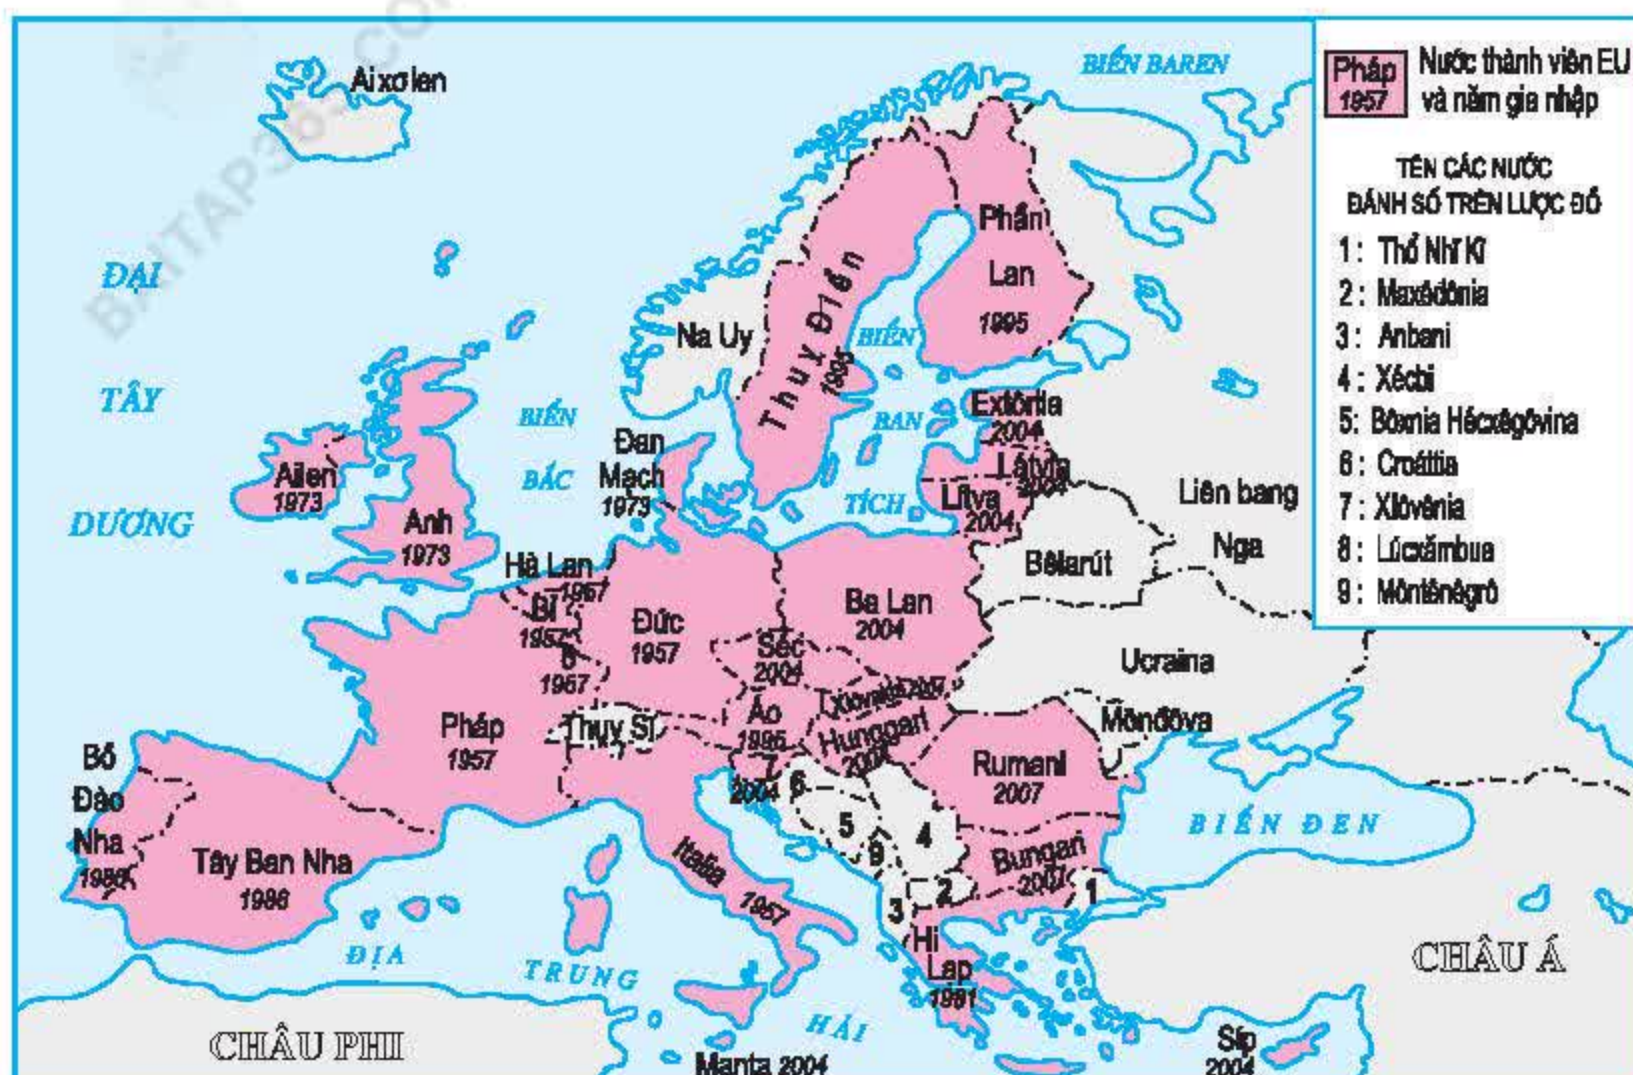 Aixơlen
BIỂN BAREN
ĐẠI
TÂY
DƯƠNG
Phần
Lan
1995
Na Uy
Thuỵ Điển
1995
BIỂN
BAN
TÍCH
BIỂN
BẮC
Đan
Mạch
1973
Extônia
2004
Látvia
2004
Litva
2004
Ailen
1973
Anh
1973
Liên bang
Nga
Bêlarút
Hà Lan
1957
Bỉ
1957
8
1957
Đức
1957
Ba Lan
2004
Séc
2004
Ucraina
Pháp
1957
Thụy Sĩ
Áo
1995
Hunggari
2004
Mônđôva
Rumani
2007
Bồ
Đào
Nha
1986
Tây Ban Nha
1986
7
2004
6
5
9
4
Bungari
2007
2
3
1
BIỂN ĐEN
Italia
1957
Hi
Lạp
1981
ĐỊA
TRUNG
HẢI
CHÂU Á
CHÂU PHI
Manta 2004
Síp
2004
Pháp
1957
Nước thành viên EU
và năm gia nhập
TÊN CÁC NƯỚC
ĐÁNH SỐ TRÊN LƯỢC ĐỒ
1: Thổ Nhĩ Kì
2: Maxêđônia
3: Anbani
4: Xécbi
5: Bôxnia Hécxêgôvina
6: Crôátia
7: Xlôvênia
8: Lúcxămbua
9: Môntênêgrô